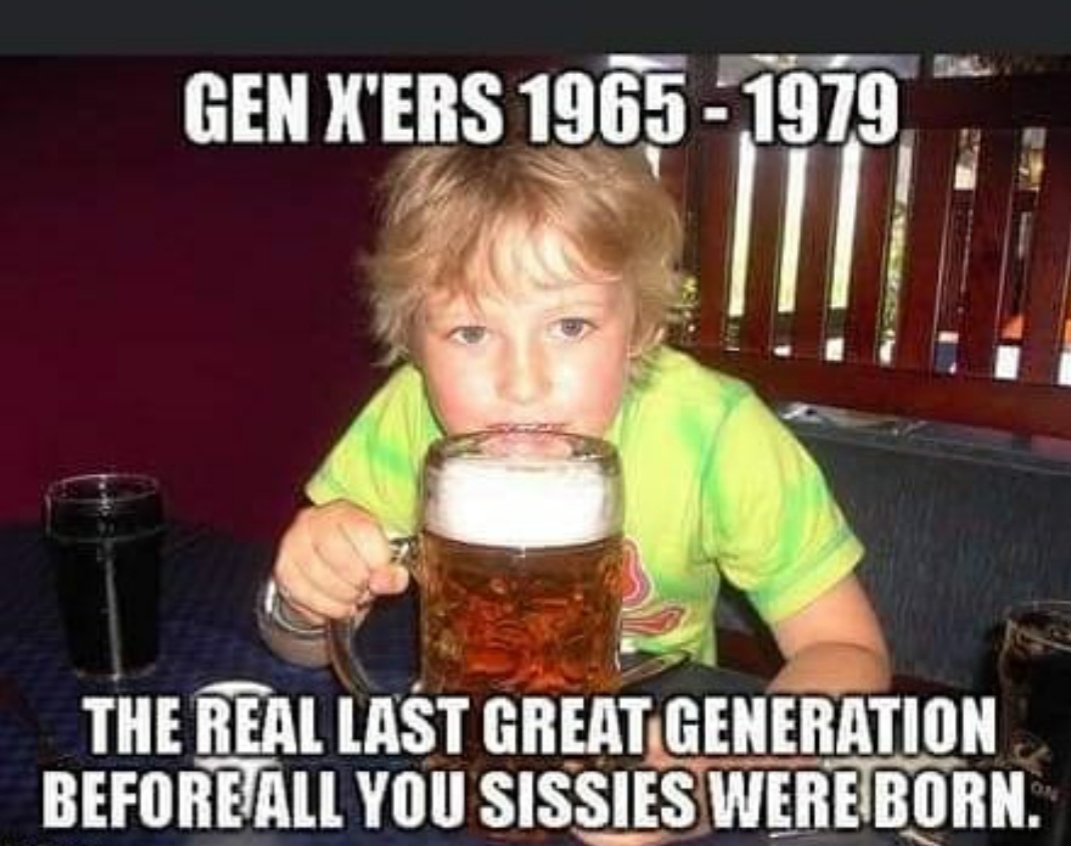 GEN X'ERS 1965 - 1979
THE REAL LAST GREAT GENERATION
BEFORE ALL YOU SISSIES WERE BORN.